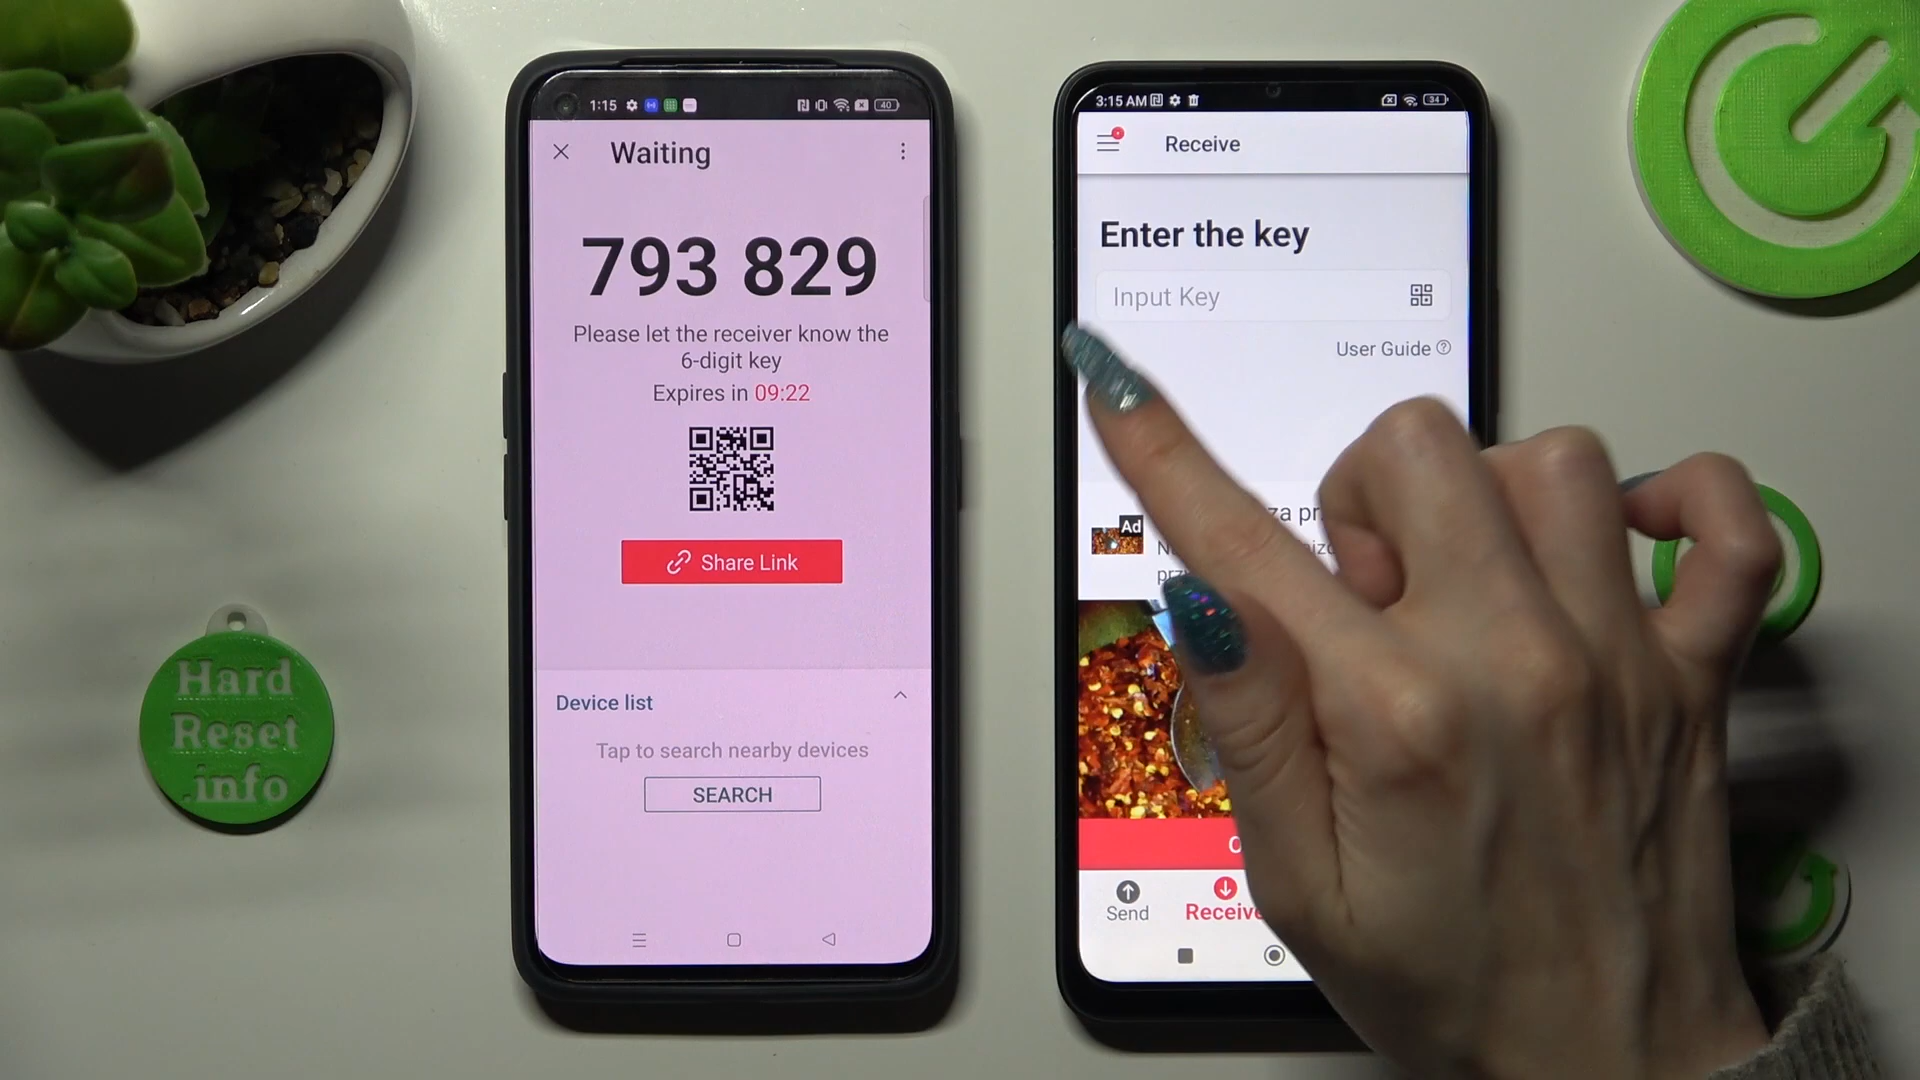 1:15
40
Waiting
793 829
Please let the receiver know the
6-digit key
Expires in 09:22
Share Link
Device list
Tap to search nearby devices
SEARCH
3:15 AM
34
Receive
Enter the key
Input Key
User Guide
Ad
Send
Receive
Hard
Reset
.info